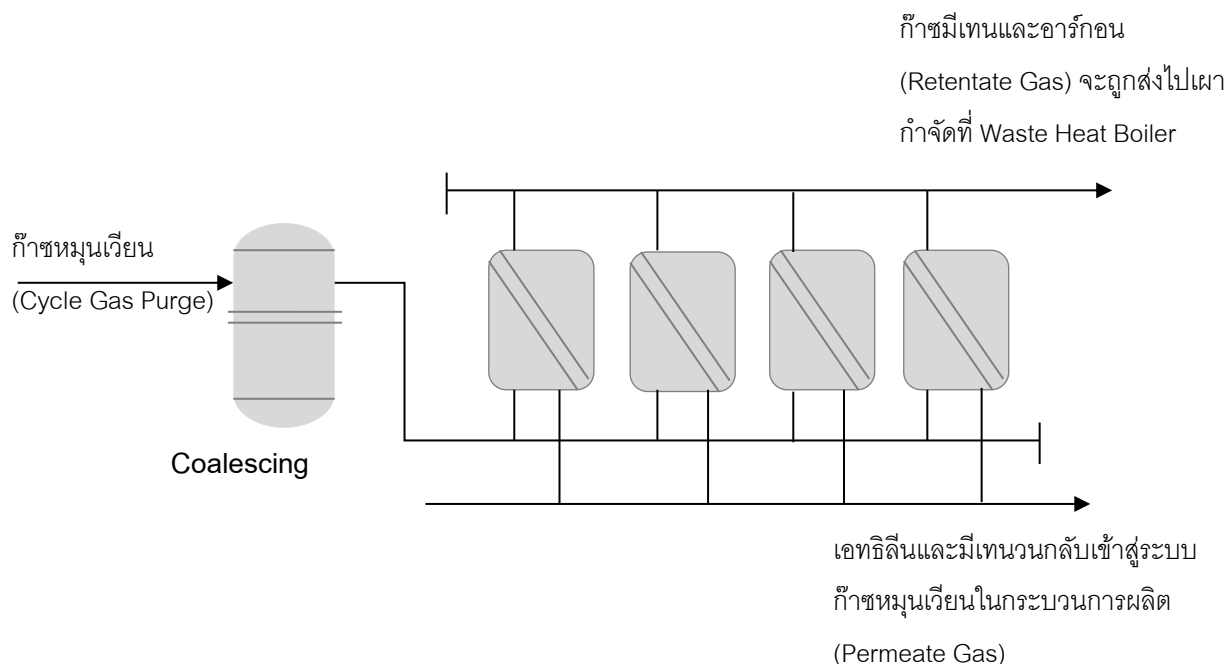 ก๊าซมีเทนและอาร์กอน
(Retentate Gas) จะถูกส่งไปเผา
กำจัดที่ Waste Heat Boiler
ก๊าซหมุนเวียน
(Cycle Gas Purge)
Coalescing
เอทธิลีนและมีเทนวนกลับเข้าสู่ระบบ
ก๊าซหมุนเวียนในกระบวนการผลิต
(Permeate Gas)